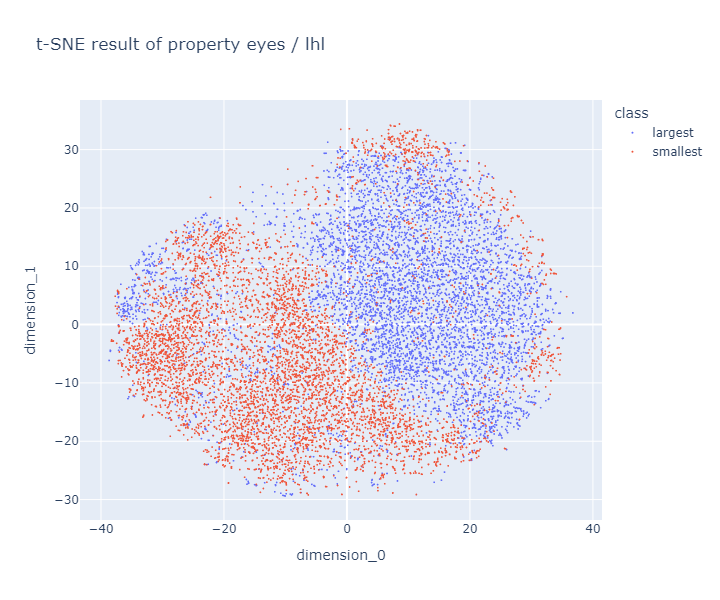 t-SNE result of property eyes / lhl
class
largest
smallest
30
20
10
0
−10
−20
−30
dimension_1
−40
−20
0
20
40
dimension_0